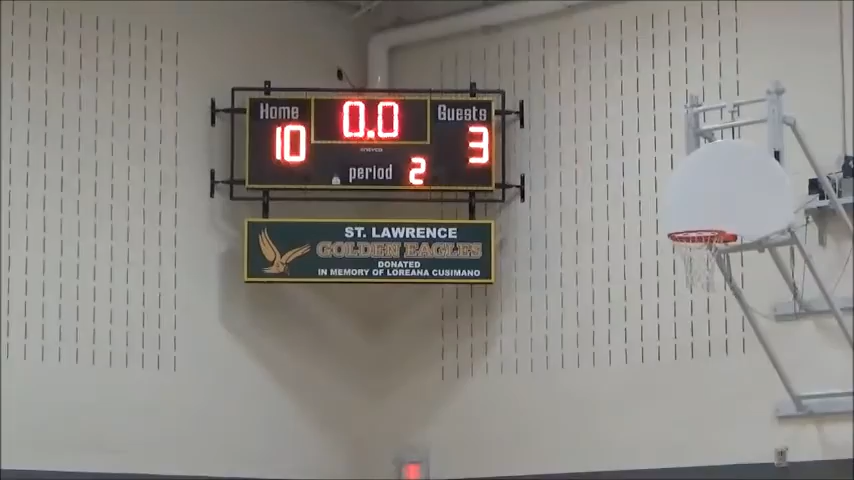 Home 0.0 Guests
10 3
period 2
ST. LAWRENCE
GOLDEN EAGLES
DONATED
IN MEMORY OF LOREANA CUSIMANO